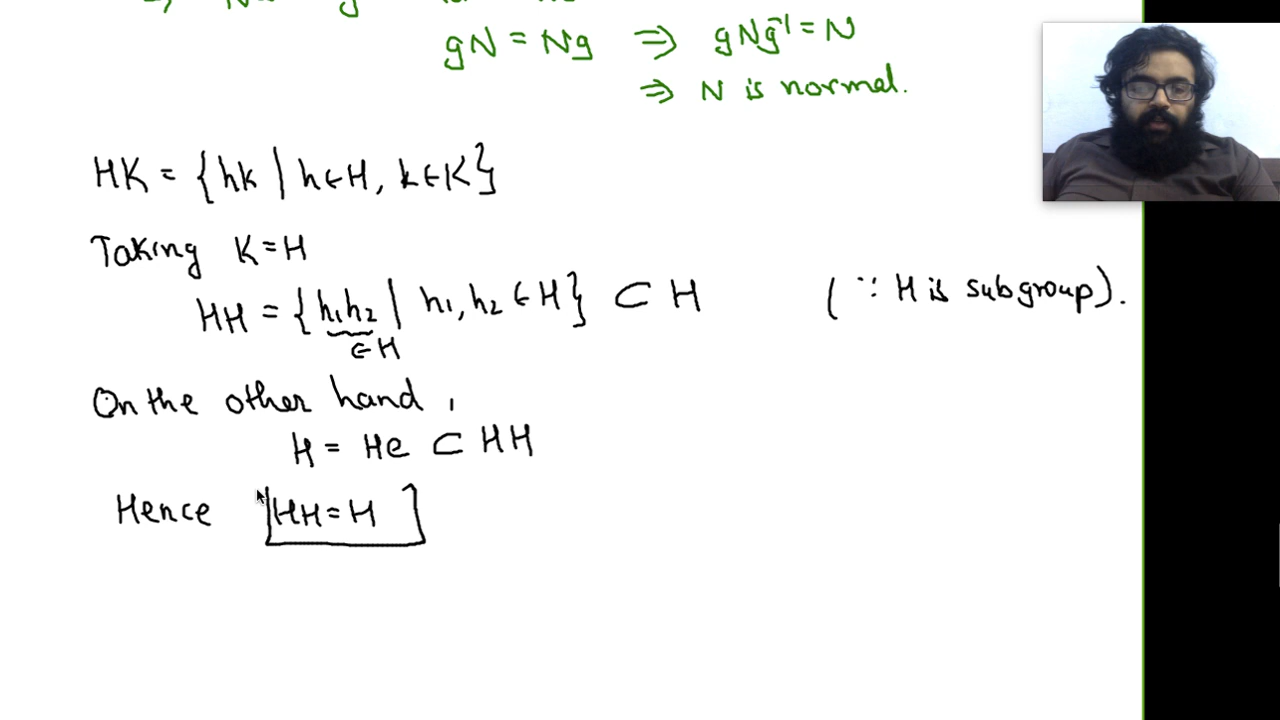 gN = Ng ⇒ gNg⁻¹ = N
⇒ N is normal.
HK = {hk | h∈H, k∈K}
Taking K=H
HH = {h₁h₂ | h₁, h₂ ∈ H} ⊂ H (∵ H is subgroup).
∈ H
On the other hand,
H = He ⊂ HH
Hence HH = H